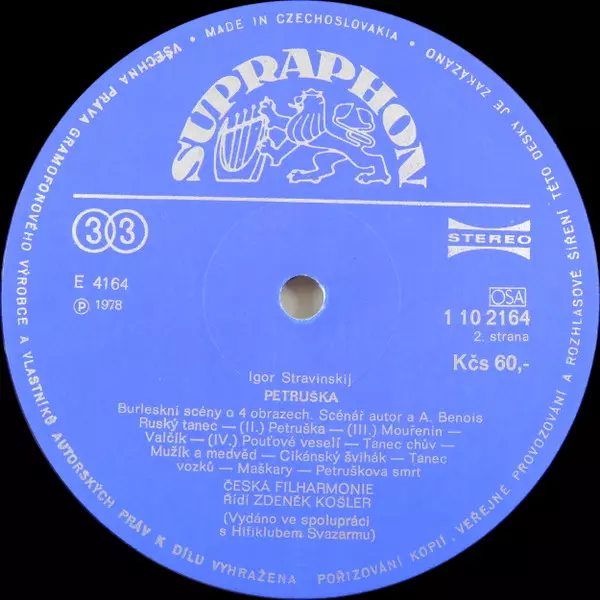 MADE IN CZECHOSLOVAKIA •
VŠECHNA PRÁVA GRAMOFONOVÉHO VÝROBCE A VLASTNÍKŮ AUTORSKÝCH PRÁV K DÍLU VYHRAŽENA POŘIZOVÁNÍ KOPIÍ, VEŘEJNÉ PROVOZOVÁNÍ A ROZHLASOVÉ ŠÍŘENÍ TÉTO DESKY JE ZAKÁZÁNO
SUPRAPHON
33
STEREO
E 4164
℗ 1978
OSA
1 10 2164
2. strana
Kčs 60,-
Igor Stravinskij
PETRUŠKA
Burleskní scény o 4 obrazech. Scénář autor a A. Benois
Ruský tanec — (II.) Petruška — (III.) Mouřenín —
Valčík — (IV.) Pouťové veselí — Tanec chův —
Mužík a medvěd — Cikánský švihák — Tanec
vozků — Maškary — Petruškova smrt
ČESKÁ FILHARMONIE
Řídí ZDENĚK KOŠLER
(Vydáno ve spolupráci
s Hifiklubem Svazarmu)